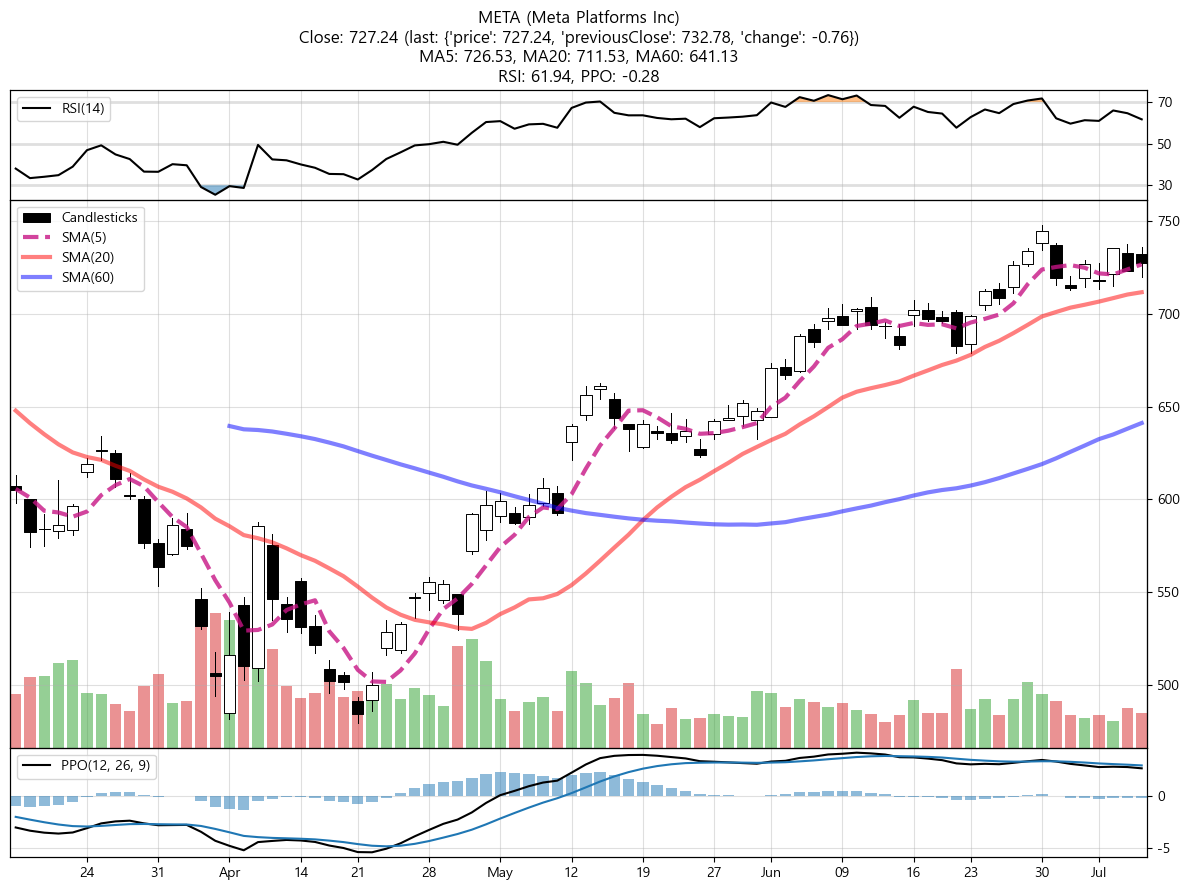 META (Meta Platforms Inc)
Close: 727.24 (last: {'price': 727.24, 'previousClose': 732.78, 'change': -0.76})
MA5: 726.53, MA20: 711.53, MA60: 641.13
RSI: 61.94, PPO: -0.28
RSI(14)
70
50
30
Candlesticks
SMA(5)
SMA(20)
SMA(60)
750
700
650
600
550
500
PPO(12, 26, 9)
0
-5
24 31 Apr 14 21 28 May 12 19 27 Jun 09 16 23 30 Jul